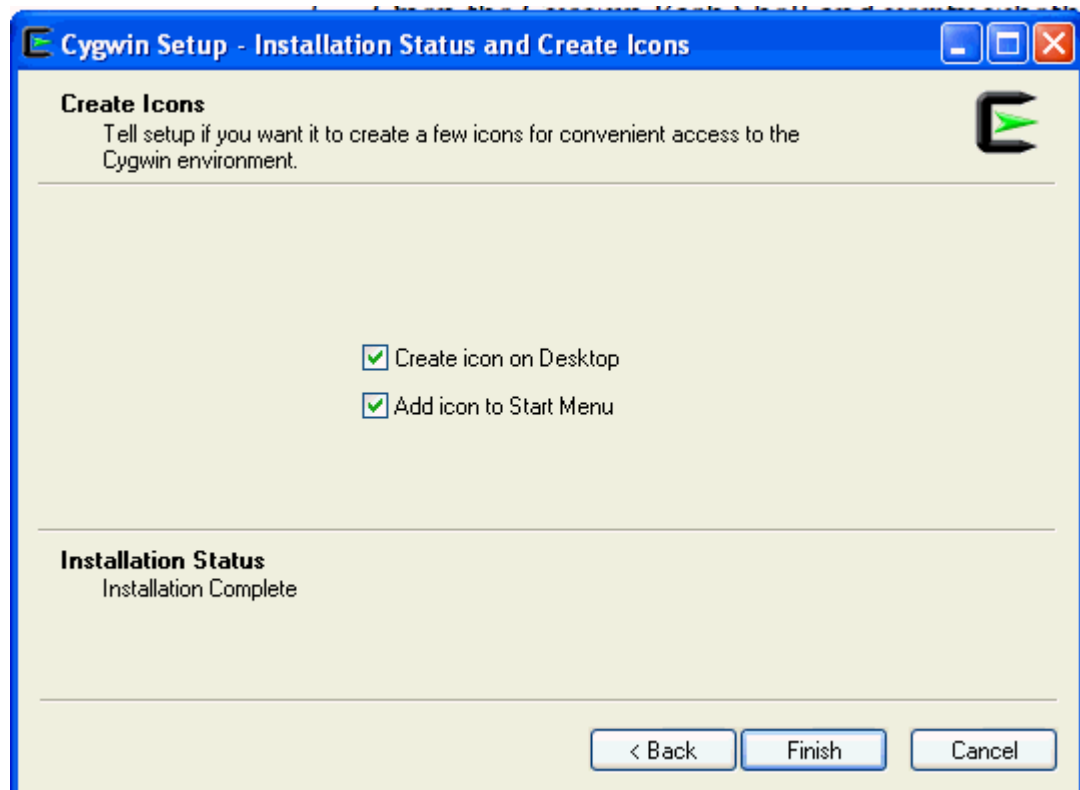 Cygwin Setup - Installation Status and Create Icons
Create Icons
Tell setup if you want it to create a few icons for convenient access to the
Cygwin environment.
Create icon on Desktop
Add icon to Start Menu
Installation Status
Installation Complete
< Back
Finish
Cancel